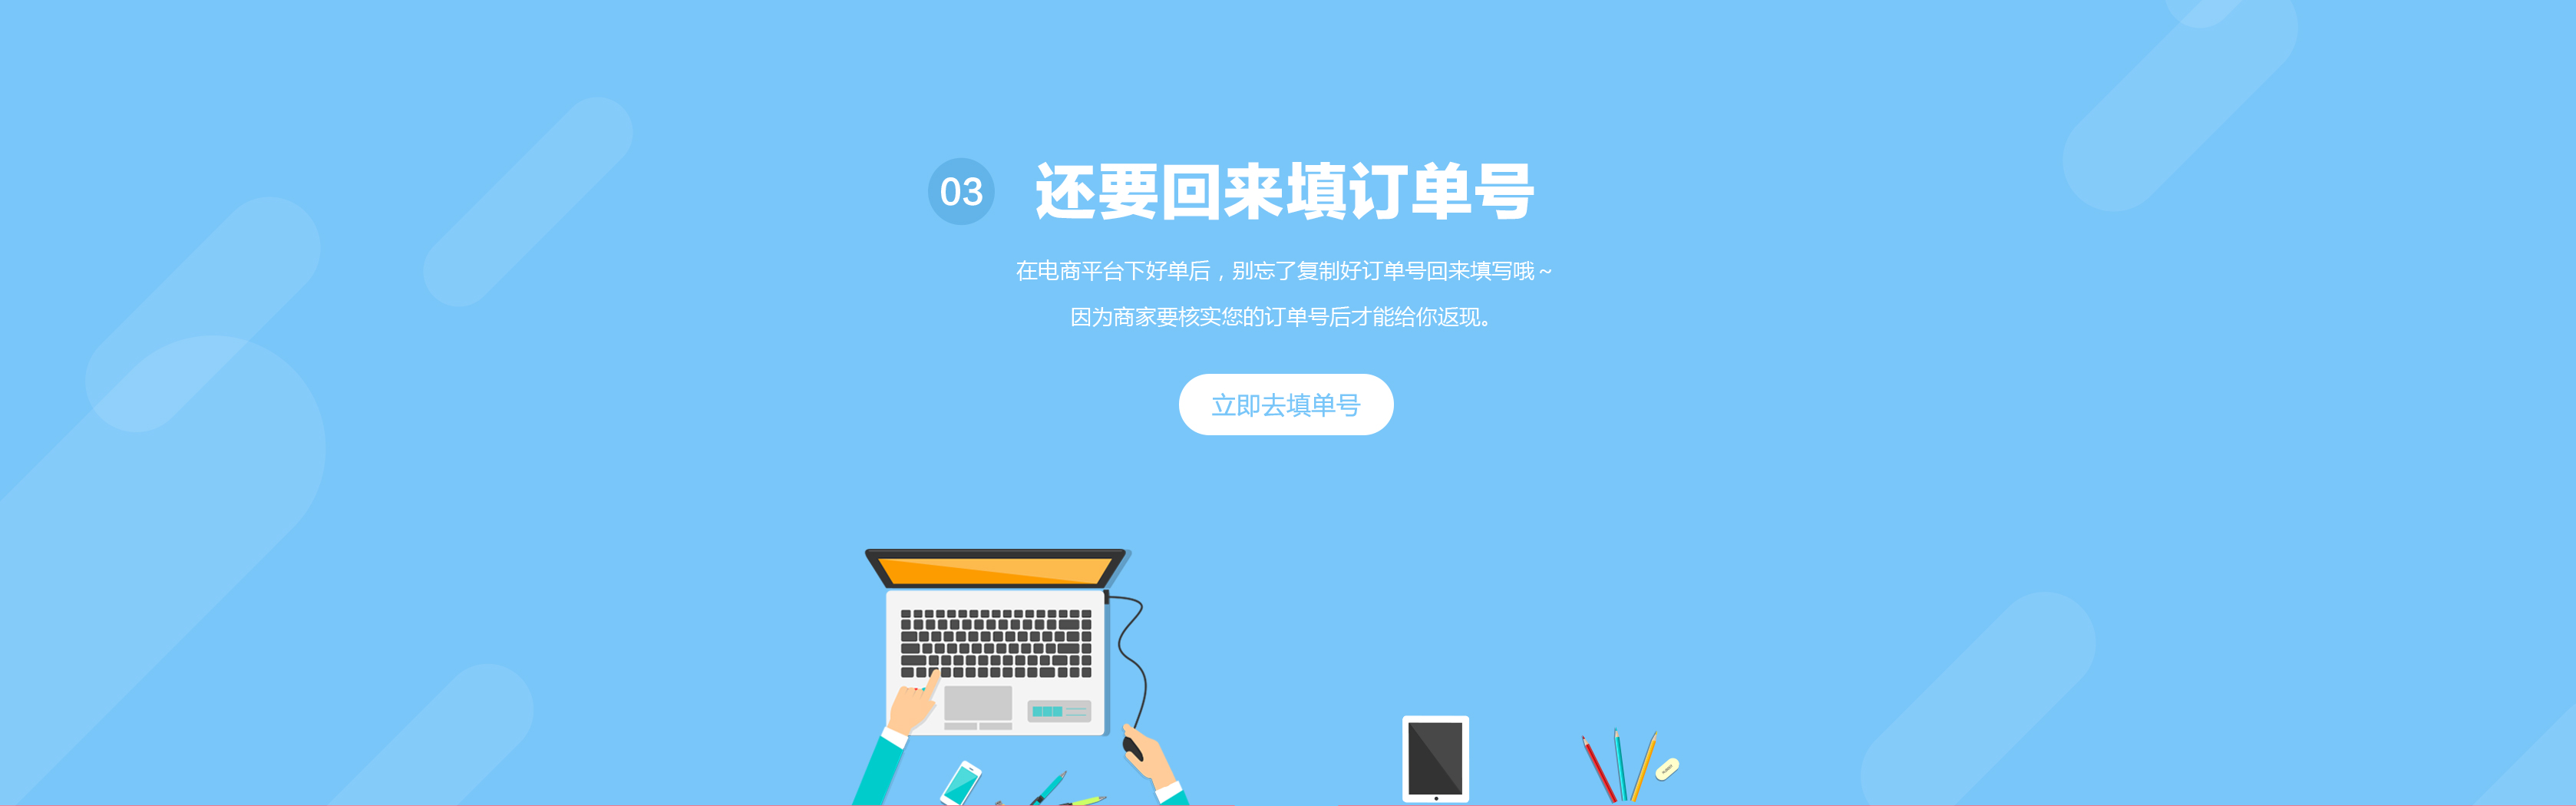 03 还要回来填订单号
在电商平台下好单后，别忘了复制好订单号回来填写哦~
因为商家要核实您的订单号后才能给你返现。
立即去填单号